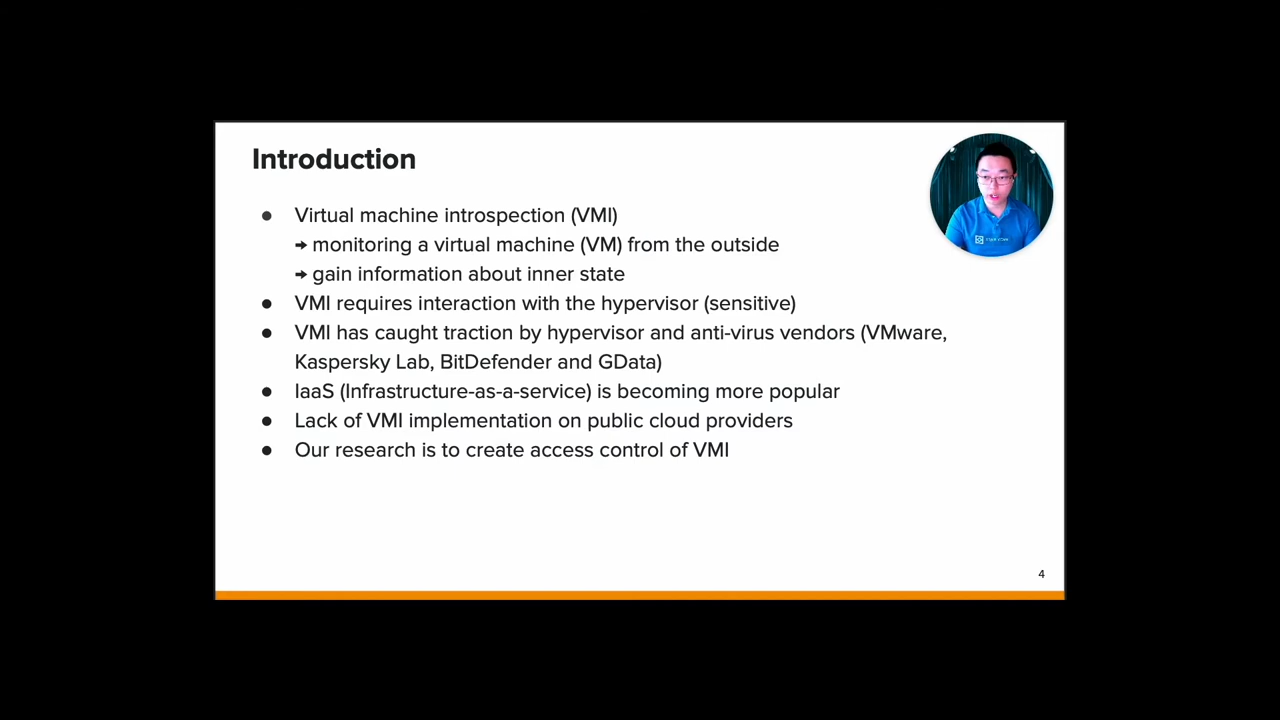 Introduction
● Virtual machine introspection (VMI)
→ monitoring a virtual machine (VM) from the outside
→ gain information about inner state
● VMI requires interaction with the hypervisor (sensitive)
● VMI has caught traction by hypervisor and anti-virus vendors (VMware,
Kaspersky Lab, BitDefender and GData)
● IaaS (Infrastructure-as-a-service) is becoming more popular
● Lack of VMI implementation on public cloud providers
● Our research is to create access control of VMI
4